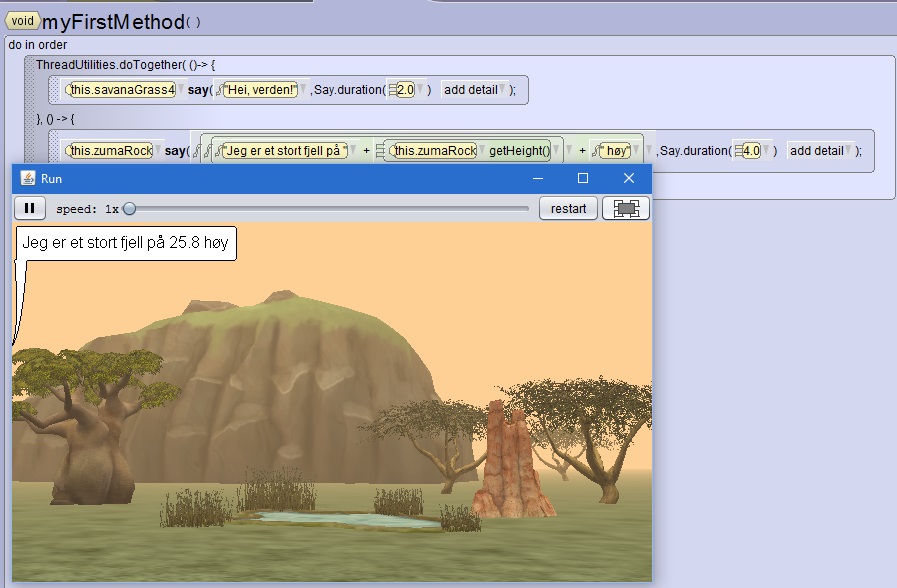 void myFirstMethod ( )
do in order
ThreadUtilities.doTogether( ()-> {
this.savanaGrass4 say( "Hei, verden!" ,Say.duration( 2.0 ) add detail );
}, () -> {
this.zumaRock say( "Jeg er et stort fjell på " + this.zumaRock getHeight() + " høy" ,Say.duration( 4.0 ) add detail );
Run
speed: 1x restart
Jeg er et stort fjell på 25.8 høy